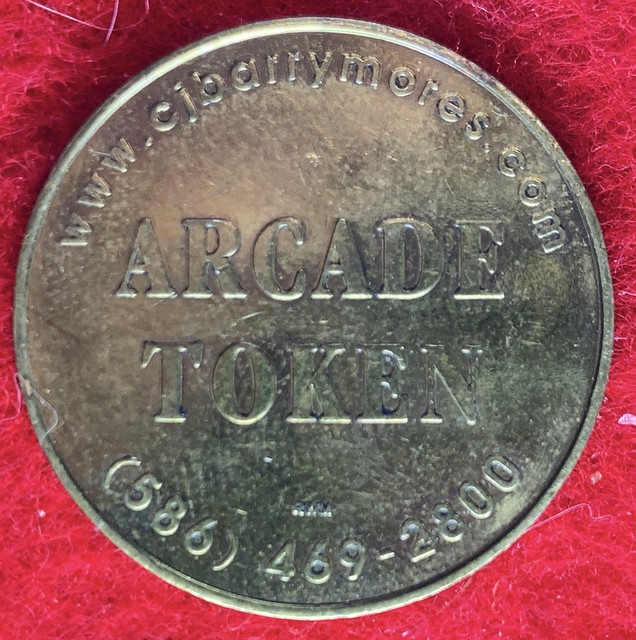 www.cjbarrymores.com
ARCADE
TOKEN
(586) 469-2800